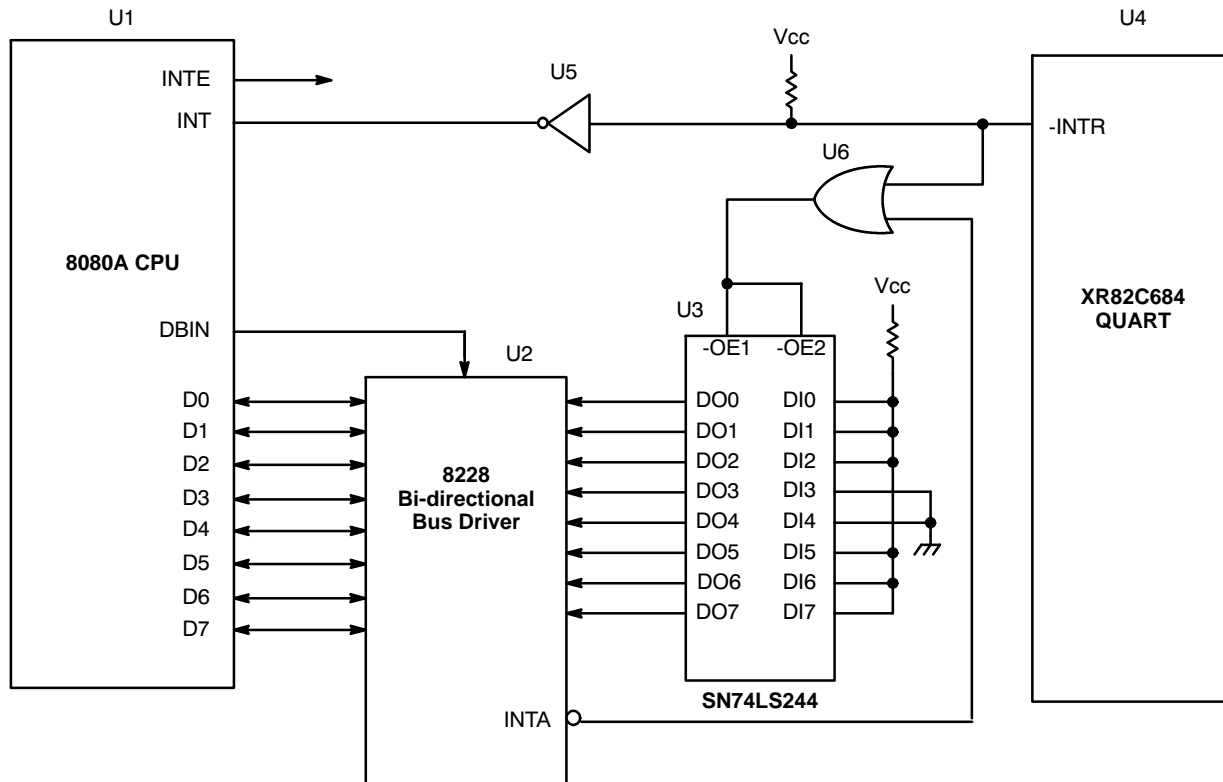 U1
U4
Vcc
INTE
U5
INT
-INTR
U6
8080A CPU
Vcc
XR82C684
QUART
U3
DBIN
U2
-OE1 -OE2
D0
D1
D2
D3
D4
D5
D6
D7
8228
Bi-directional
Bus Driver
DO0 DI0
DO1 DI1
DO2 DI2
DO3 DI3
DO4 DI4
DO5 DI5
DO6 DI6
DO7 DI7
SN74LS244
INTA